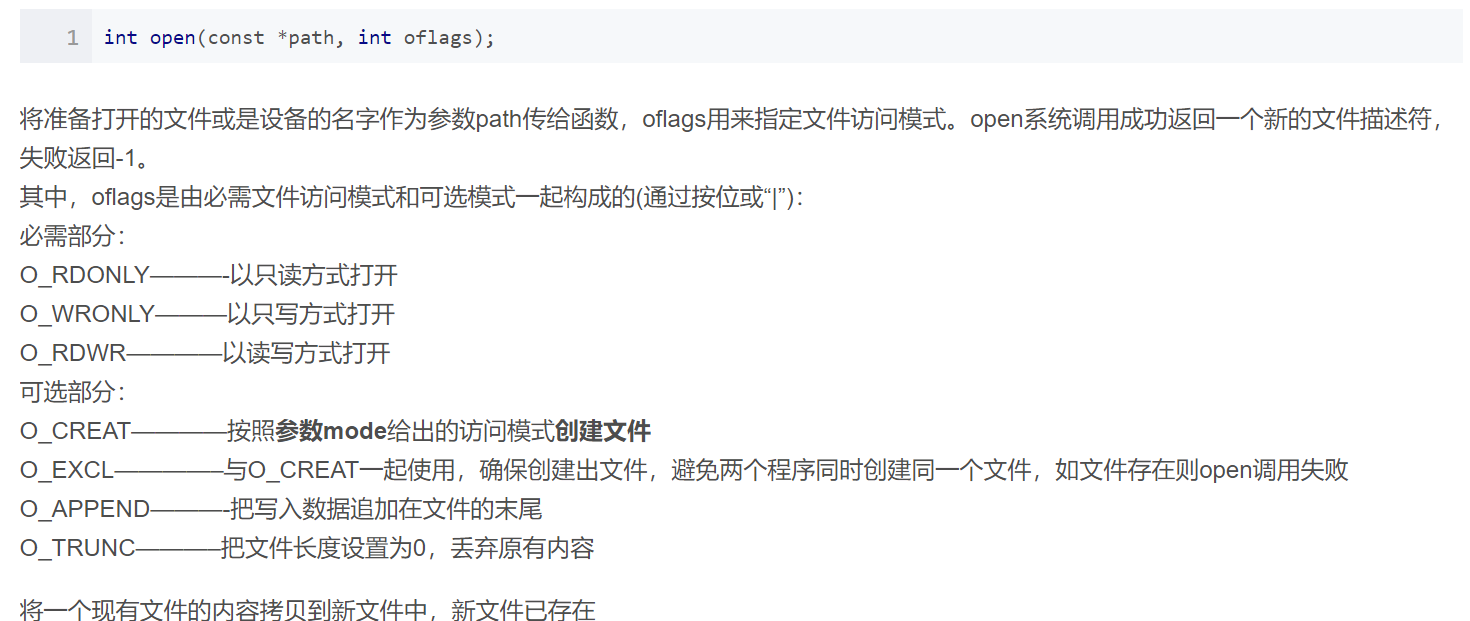 1 int open(const *path, int oflags);
将准备打开的文件或是设备的名字作为参数path传给函数，oflags用来指定文件访问模式。open系统调用成功返回一个新的文件描述符，
失败返回-1。
其中，oflags是由必需文件访问模式和可选模式一起构成的(通过按位或“|”)：
必需部分：
O_RDONLY———-以只读方式打开
O_WRONLY———以只写方式打开
O_RDWR————以读写方式打开
可选部分：
O_CREAT————按照参数mode给出的访问模式创建文件
O_EXCL————–与O_CREAT一起使用，确保创建出文件，避免两个程序同时创建同一个文件，如文件存在则open调用失败
O_APPEND———-把写入数据追加在文件的末尾
O_TRUNC———–把文件长度设置为0，丢弃原有内容
将一个现有文件的内容拷贝到新文件中，新文件已存在